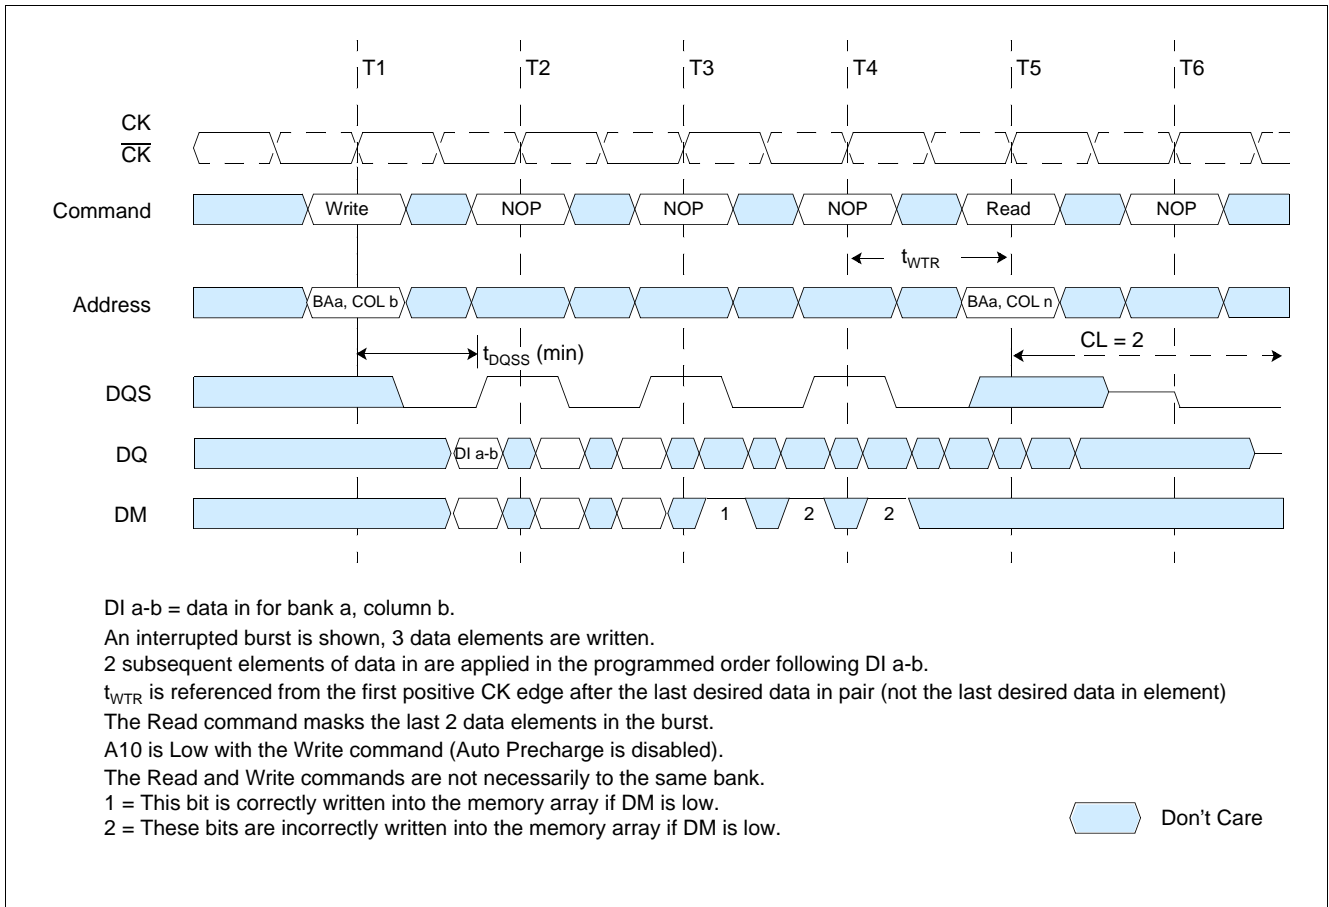 T1 T2 T3 T4 T5 T6
CK
CK
Command Write NOP NOP NOP Read NOP
tWTR
Address BAa, COL b BAa, COL n
tDQSS (min) CL = 2
DQS
DQ DI a-b
DM 1 2 2
DI a-b = data in for bank a, column b.
An interrupted burst is shown, 3 data elements are written.
2 subsequent elements of data in are applied in the programmed order following DI a-b.
tWTR is referenced from the first positive CK edge after the last desired data in pair (not the last desired data in element)
The Read command masks the last 2 data elements in the burst.
A10 is Low with the Write command (Auto Precharge is disabled).
The Read and Write commands are not necessarily to the same bank.
1 = This bit is correctly written into the memory array if DM is low.
2 = These bits are incorrectly written into the memory array if DM is low.
Don't Care